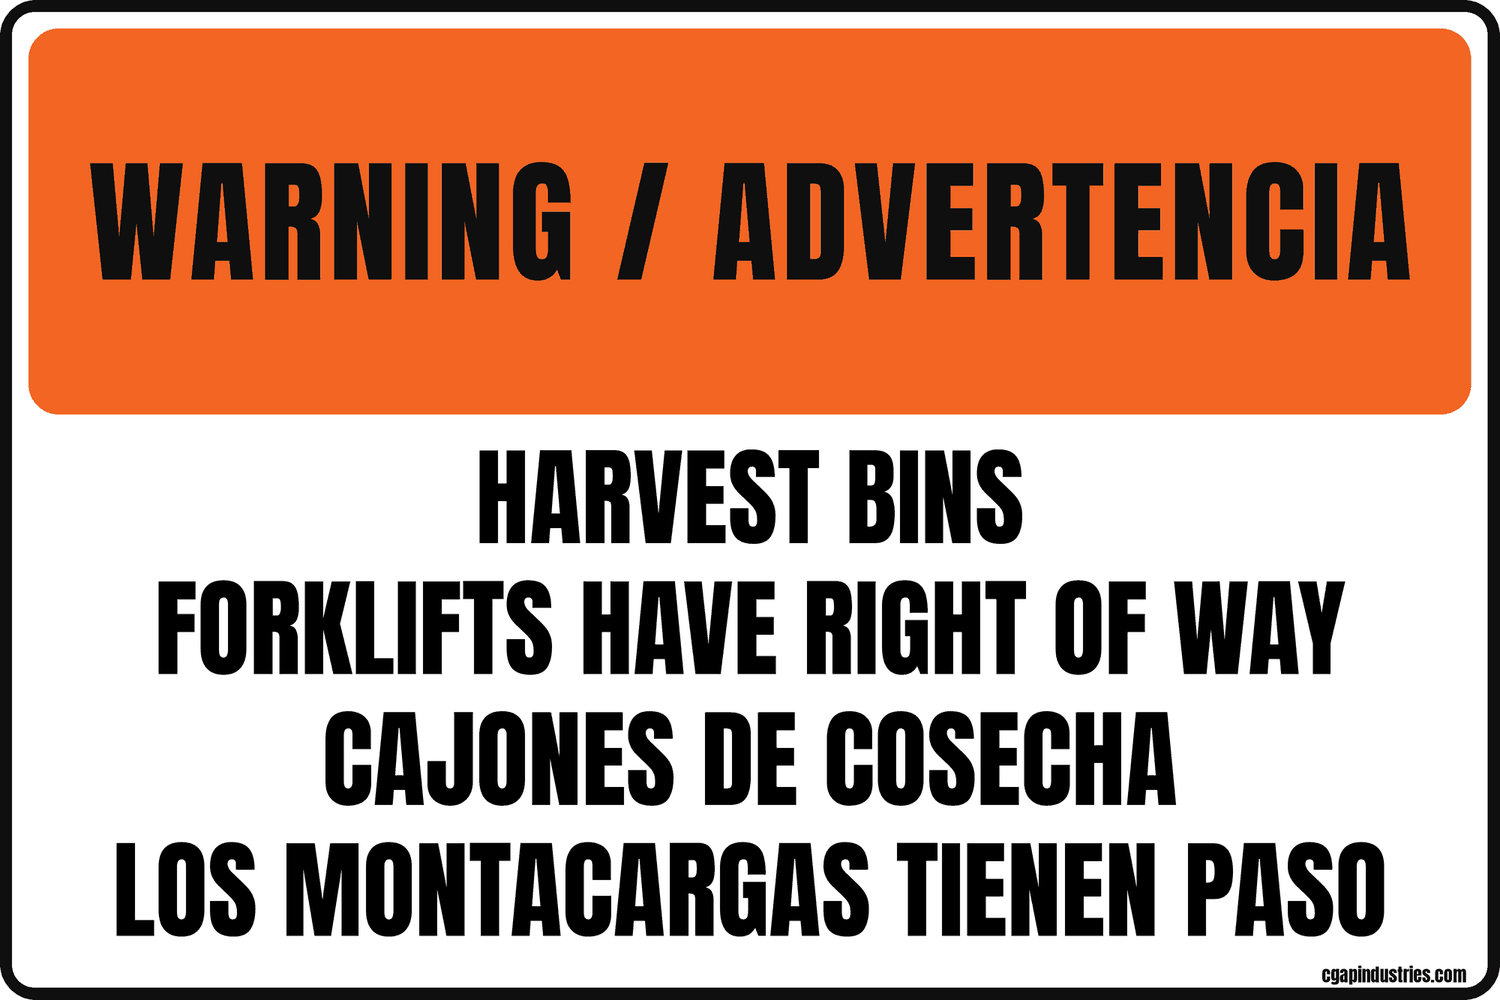 WARNING / ADVERTENCIA
HARVEST BINS
FORKLIFTS HAVE RIGHT OF WAY
CAJONES DE COSECHA
LOS MONTACARGAS TIENEN PASO
cgapindustries.com